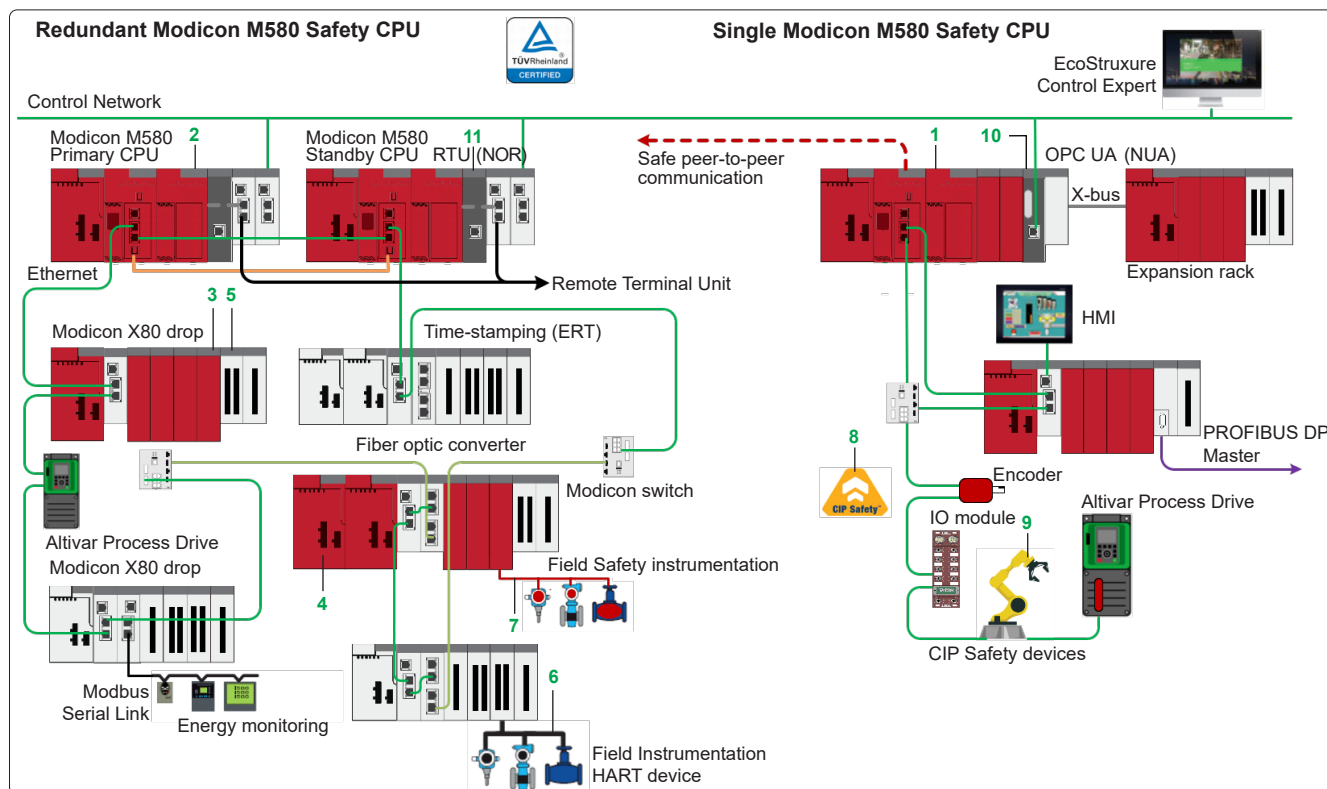 Redundant Modicon M580 Safety CPU
TÜVRheinland
CERTIFIED
Single Modicon M580 Safety CPU
EcoStruxure
Control Expert
Control Network
Modicon M580 2
Primary CPU
Modicon M580 11
Standby CPU RTU (NOR)
Safe peer-to-peer
communication
1
10
OPC UA (NUA)
X-bus
Expansion rack
Ethernet
Remote Terminal Unit
3 5
Modicon X80 drop
Time-stamping (ERT)
HMI
Fiber optic converter
Modicon switch
PROFIBUS DP
Master
8
CIP Safety
Encoder
IO module
9
Altivar Process Drive
Altivar Process Drive
Modicon X80 drop
4
Field Safety instrumentation
7
CIP Safety devices
Modbus
Serial Link
Energy monitoring
6
Field Instrumentation
HART device